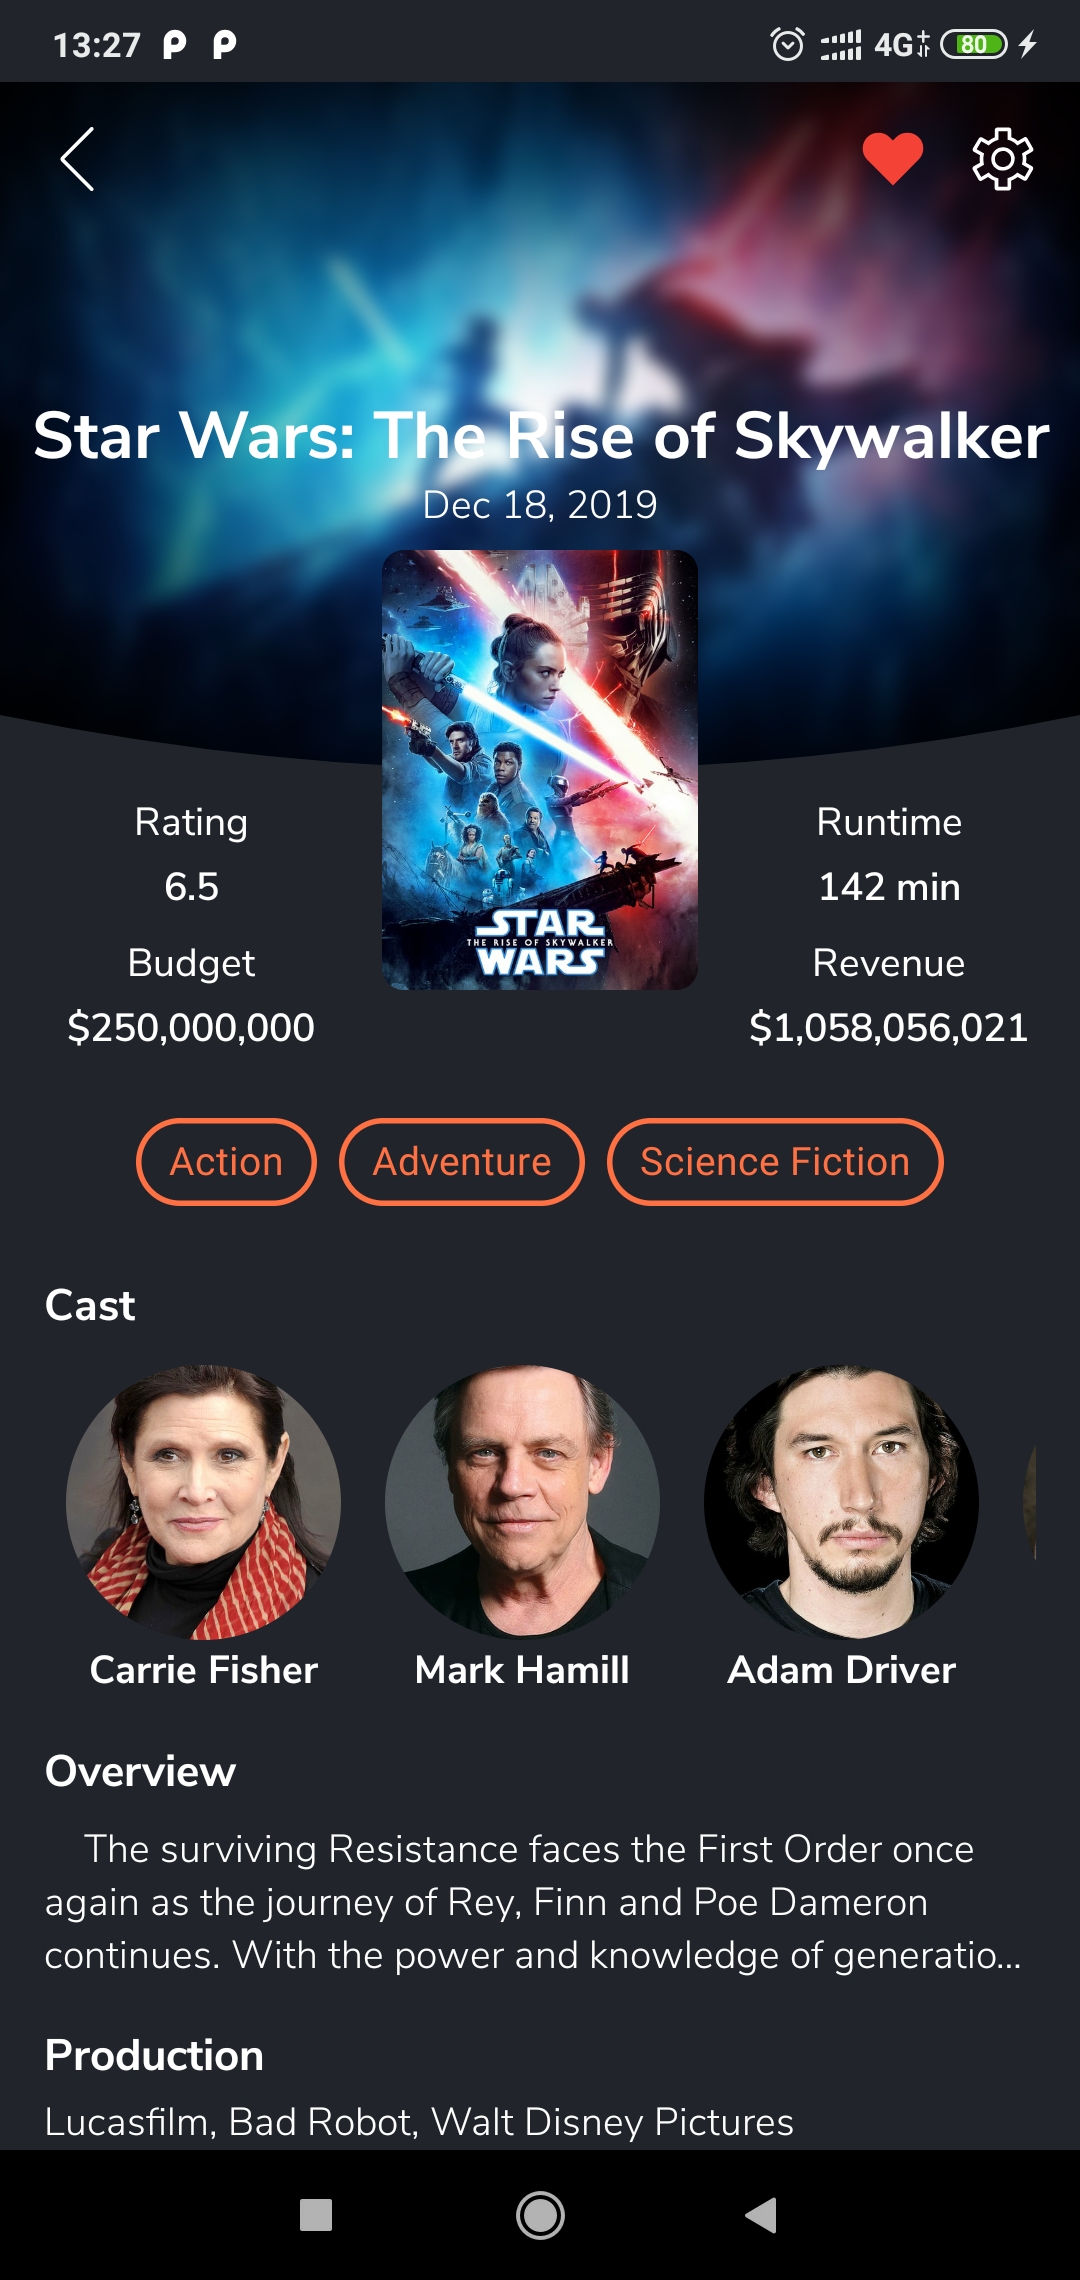 13:27
4G+
80
Star Wars: The Rise of Skywalker
Dec 18, 2019
Rating
6.5
Budget
$250,000,000
STAR
THE RISE OF SKYWALKER
WARS
Runtime
142 min
Revenue
$1,058,056,021
Action
Adventure
Science Fiction
Cast
Carrie Fisher
Mark Hamill
Adam Driver
Overview
The surviving Resistance faces the First Order once
again as the journey of Rey, Finn and Poe Dameron
continues. With the power and knowledge of generatio...
Production
Lucasfilm, Bad Robot, Walt Disney Pictures